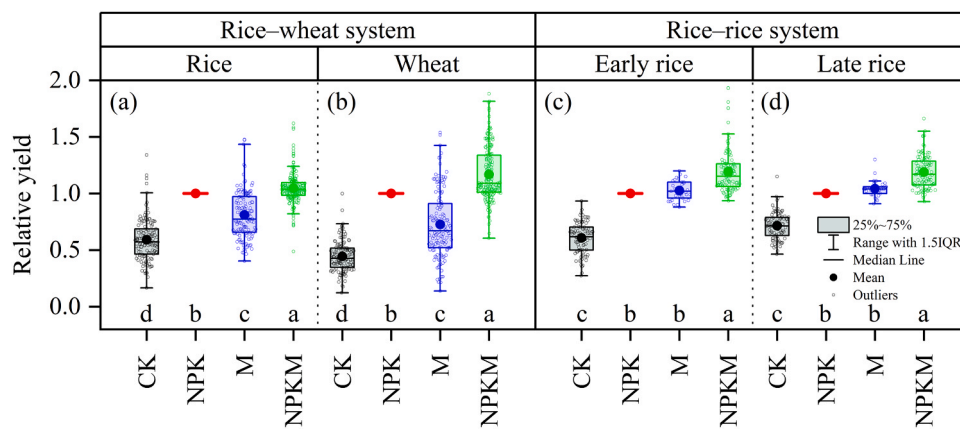 Rice–wheat system
Rice–rice system
Rice
Wheat
Early rice
Late rice
Relative yield
2.0
1.5
1.0
0.5
0.0
(a)
(b)
(c)
(d)
25%~75%
Range with 1.5IQR
Median Line
Mean
Outliers
d b c a d b c a c b b a c b b a
CK NPK M NPKM CK NPK M NPKM CK NPK M NPKM CK NPK M NPKM